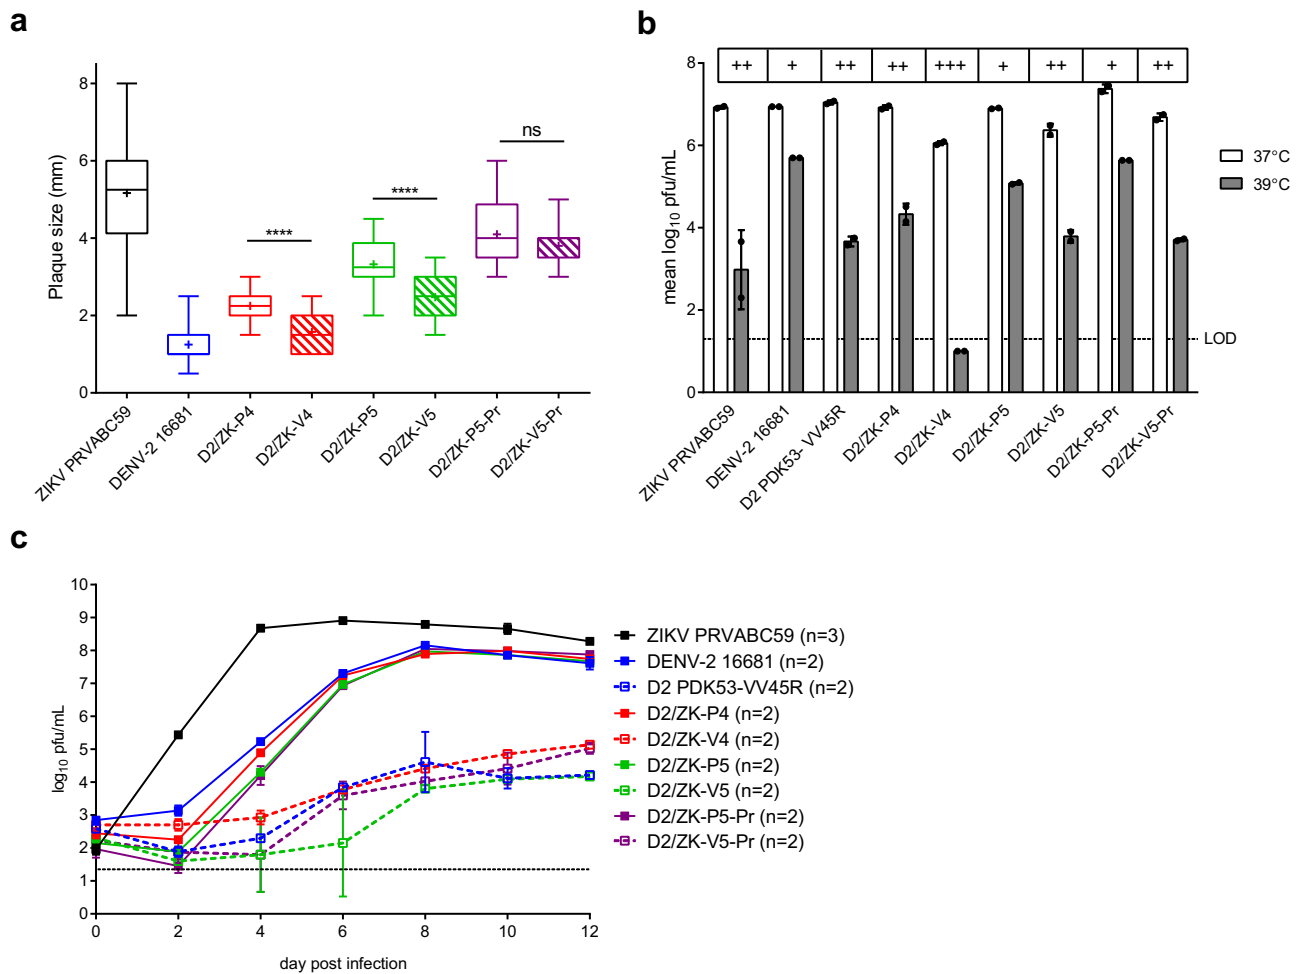 a
Plaque size (mm)
8
6
4
2
0
****
****
ns
ZIKV PRVABC59
DENV-2 16681
D2/ZK-P4
D2/ZK-V4
D2/ZK-P5
D2/ZK-V5
D2/ZK-P5-Pr
D2/ZK-V5-Pr
b
mean log10 pfu/mL
8
6
4
2
0
++ + ++ ++ +++ + ++ + ++
37°C
39°C
LOD
ZIKV PRVABC59
DENV-2 16681
D2 PDK53- VV45R
D2/ZK-P4
D2/ZK-V4
D2/ZK-P5
D2/ZK-V5
D2/ZK-P5-Pr
D2/ZK-V5-Pr
c
log10 pfu/mL
10
9
8
7
6
5
4
3
2
1
0
0 2 4 6 8 10 12
day post infection
ZIKV PRVABC59 (n=3)
DENV-2 16681 (n=2)
D2 PDK53-VV45R (n=2)
D2/ZK-P4 (n=2)
D2/ZK-V4 (n=2)
D2/ZK-P5 (n=2)
D2/ZK-V5 (n=2)
D2/ZK-P5-Pr (n=2)
D2/ZK-V5-Pr (n=2)